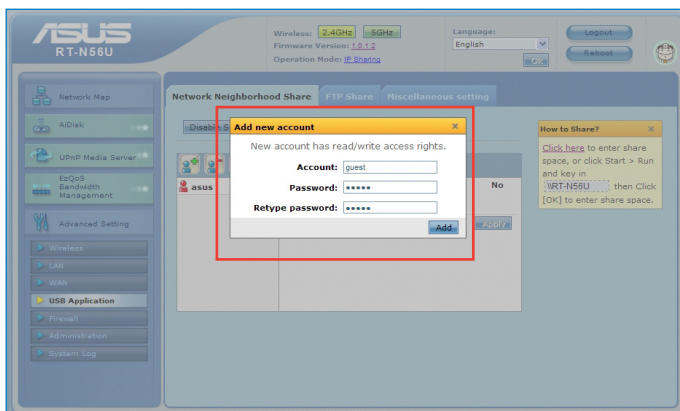 ASUS
RT-N56U
Wireless: 2.4GHz 5GHz
Firmware Version: 1.0.1.2
Operation Mode: IP Sharing
Language:
English
OK
Logout
Reboot
Network Map
AiDisk
UPnP Media Server
EzQoS
Bandwidth
Management
Advanced Setting
Wireless
LAN
WAN
USB Application
Firewall
Administration
System Log
Network Neighborhood Share FTP Share Miscellaneous setting
Disable S
asus
No
Apply
Add new account ×
New account has read/write access rights.
Account: guest
Password: •••••
Retype password: •••••
Add
How to Share? ×
Click here to enter share
space, or click Start > Run
and key in
\\RT-N56U then Click
[OK] to enter share space.